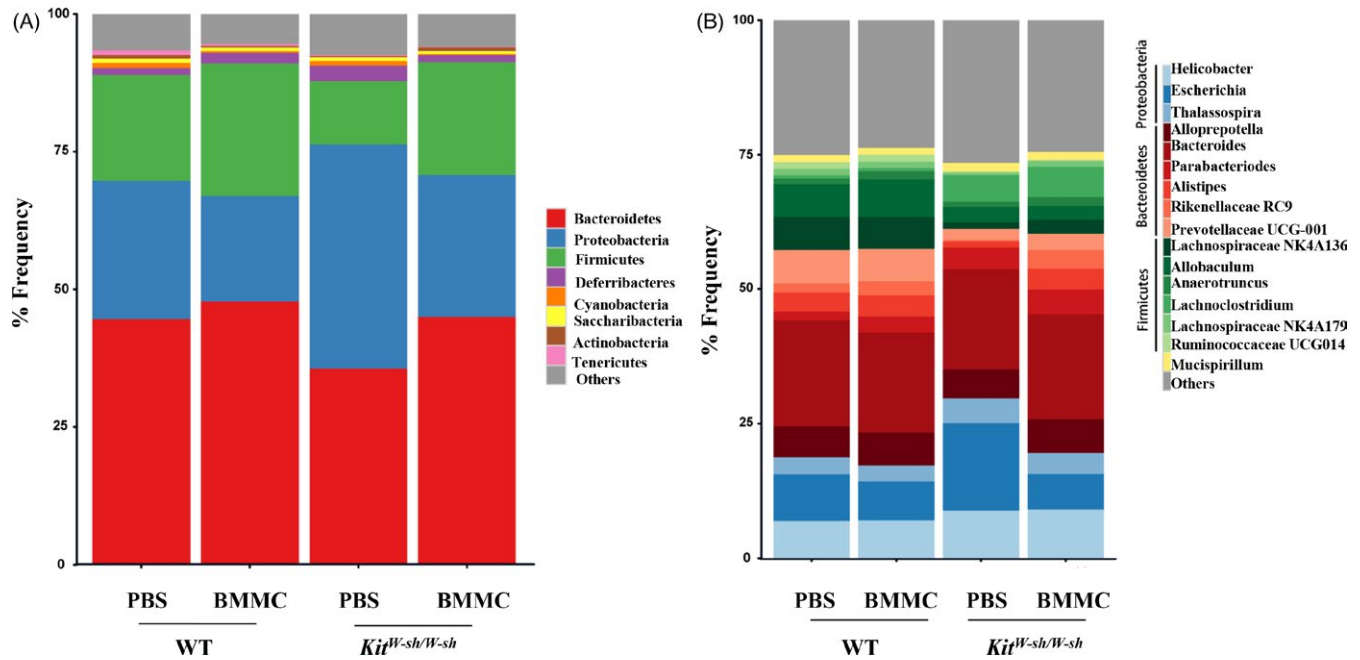 (A)
% Frequency
100
75
50
25
0
PBS BMMC PBS BMMC
WT Kit^W-sh/W-sh
Bacteroidetes
Proteobacteria
Firmicutes
Deferribacteres
Cyanobacteria
Saccharibacteria
Actinobacteria
Tenericutes
Others
(B)
% Frequency
100
75
50
25
0
PBS BMMC PBS BMMC
WT Kit^W-sh/W-sh
Proteobacteria
Helicobacter
Escherichia
Thalassospira
Bacteroidetes
Alloprepotella
Bacteroides
Parabacteriodes
Alistipes
Rikenellaceae RC9
Prevotellaceae UCG-001
Firmicutes
Lachnospiraceae NK4A136
Allobaculum
Anaerotruncus
Lachnoclostridium
Lachnospiraceae NK4A179
Ruminococcaceae UCG014
Mucispirillum
Others